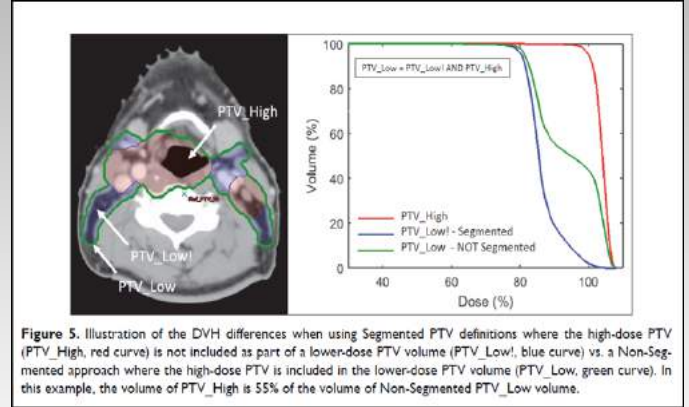 PTV_High
PTV_Low!
PTV_Low
100
80
60
40
20
0
Volume (%)
PTV_Low = PTV_Low! AND PTV_High
PTV_High
PTV_Low! - Segmented
PTV_Low - NOT Segmented
40
60
80
100
Dose (%)
Figure 5. Illustration of the DVH differences when using Segmented PTV definitions where the high-dose PTV
(PTV_High, red curve) is not included as part of a lower-dose PTV volume (PTV_Low!, blue curve) vs. a Non-Seg-
mented approach where the high-dose PTV is included in the lower-dose PTV volume (PTV_Low, green curve). In
this example, the volume of PTV_High is 55% of the volume of Non-Segmented PTV_Low volume.